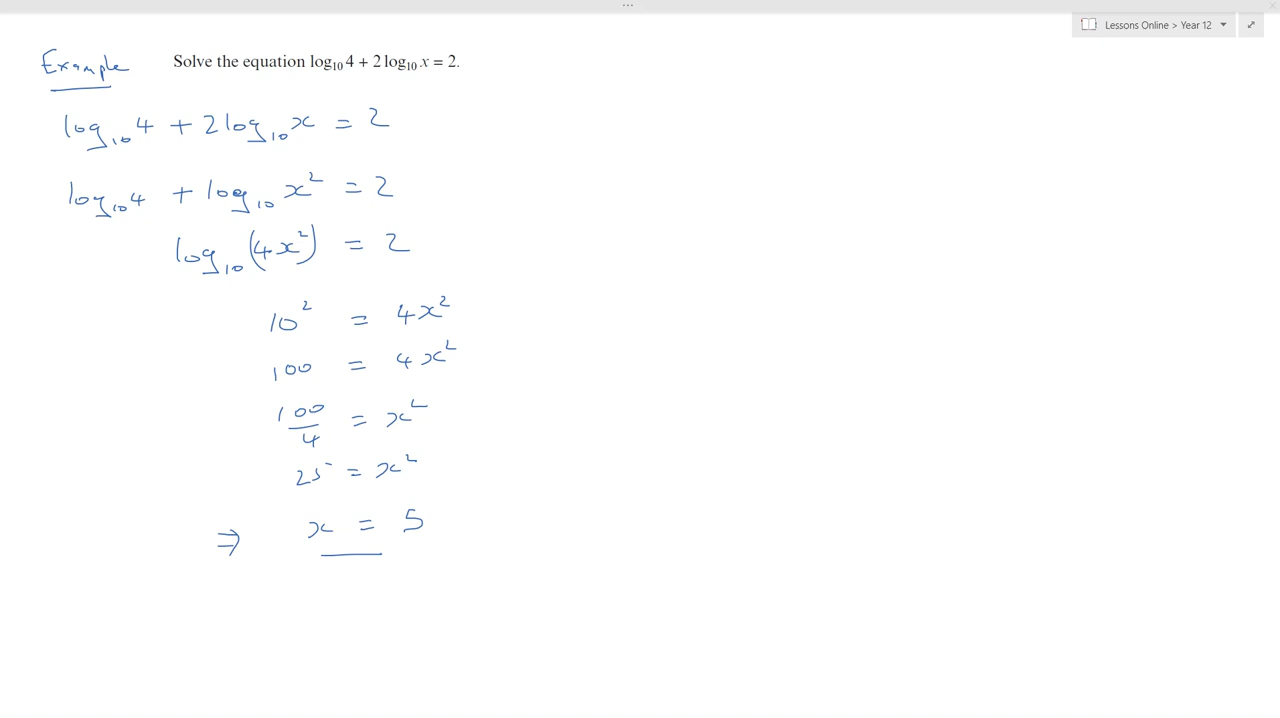 Lessons Online > Year 12
Example Solve the equation log₁₀ 4 + 2 log₁₀ x = 2.
log₁₀ 4 + 2 log₁₀ x = 2
log₁₀ 4 + log₁₀ x² = 2
log₁₀ (4x²) = 2
10² = 4x²
100 = 4x²
100/4 = x²
25 = x²
⇒ x = 5